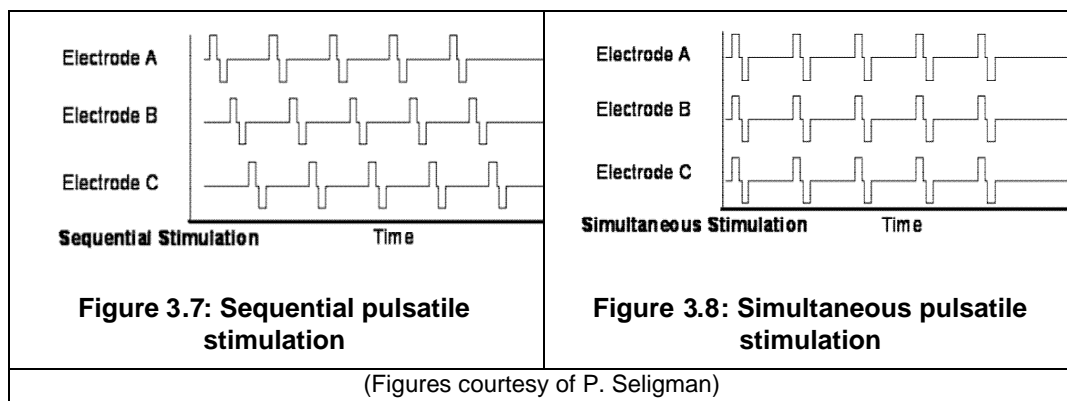 Electrode A
Electrode B
Electrode C
Sequential Stimulation Time
Figure 3.7: Sequential pulsatile
stimulation
Electrode A
Electrode B
Electrode C
Simultaneous Stimulation Time
Figure 3.8: Simultaneous pulsatile
stimulation
(Figures courtesy of P. Seligman)